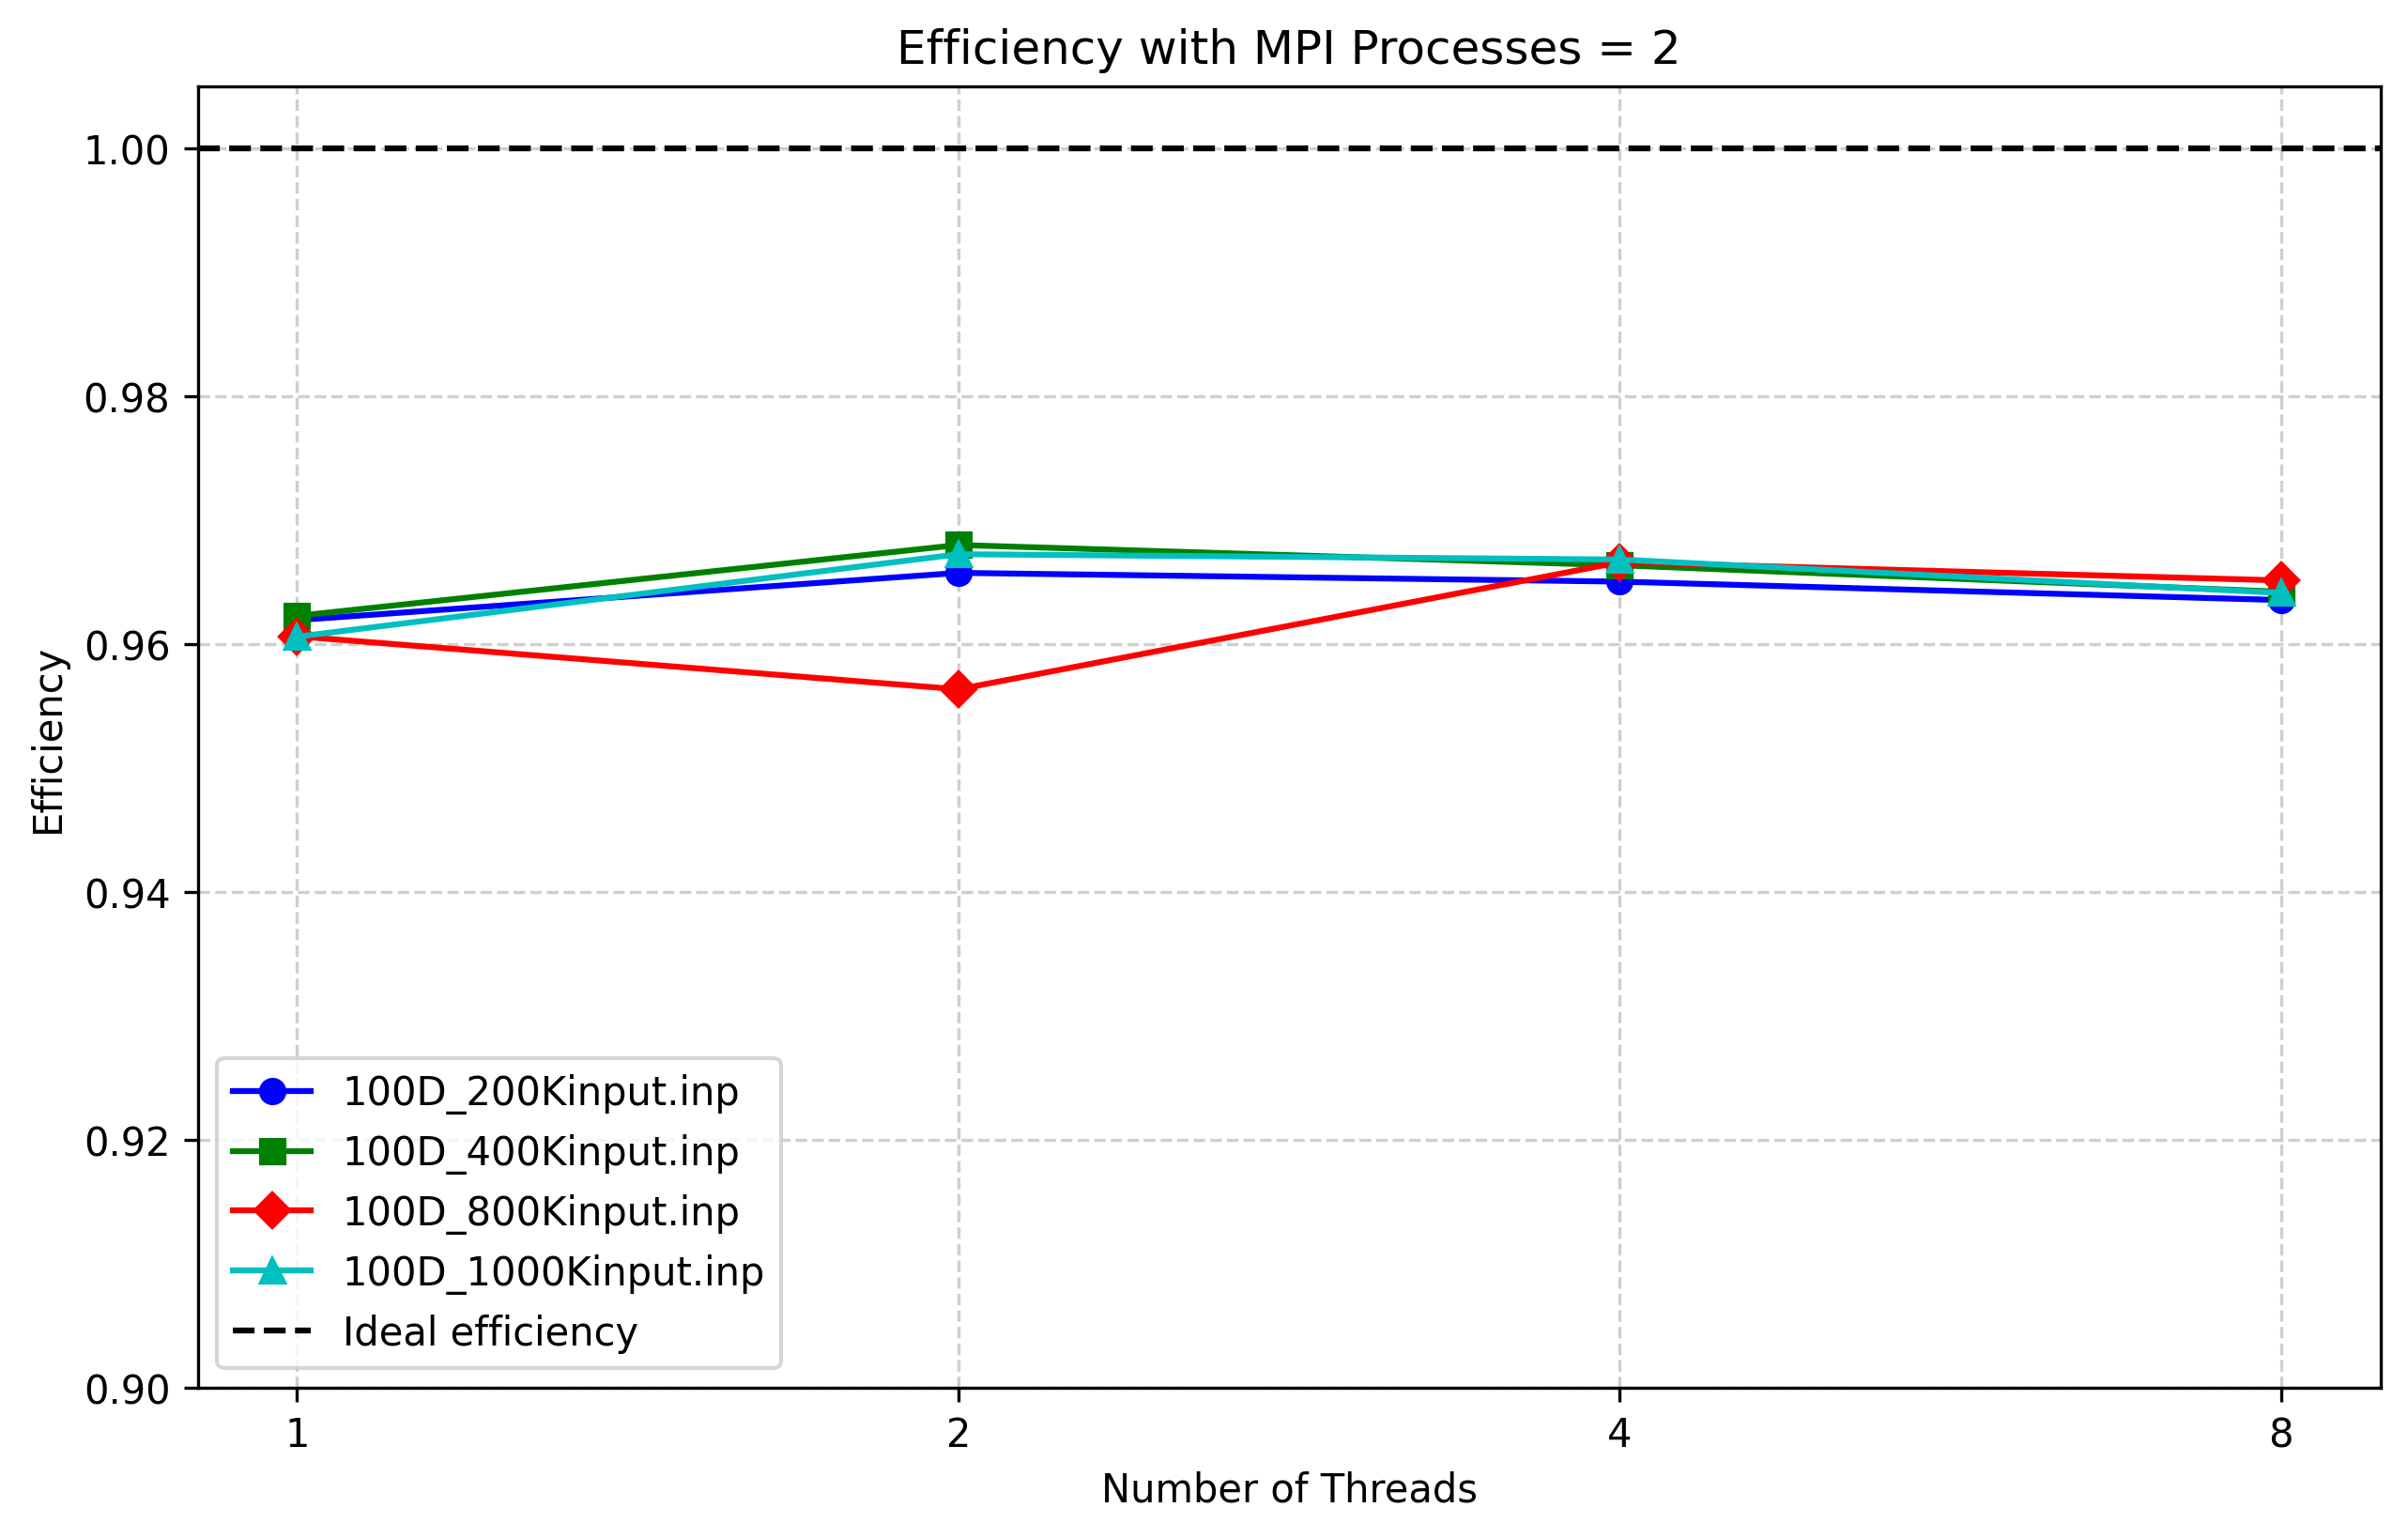 Efficiency with MPI Processes = 2
1.00
0.98
0.96
0.94
0.92
0.90
Efficiency
100D_200Kinput.inp
100D_400Kinput.inp
100D_800Kinput.inp
100D_1000Kinput.inp
Ideal efficiency
1 2 4 8
Number of Threads